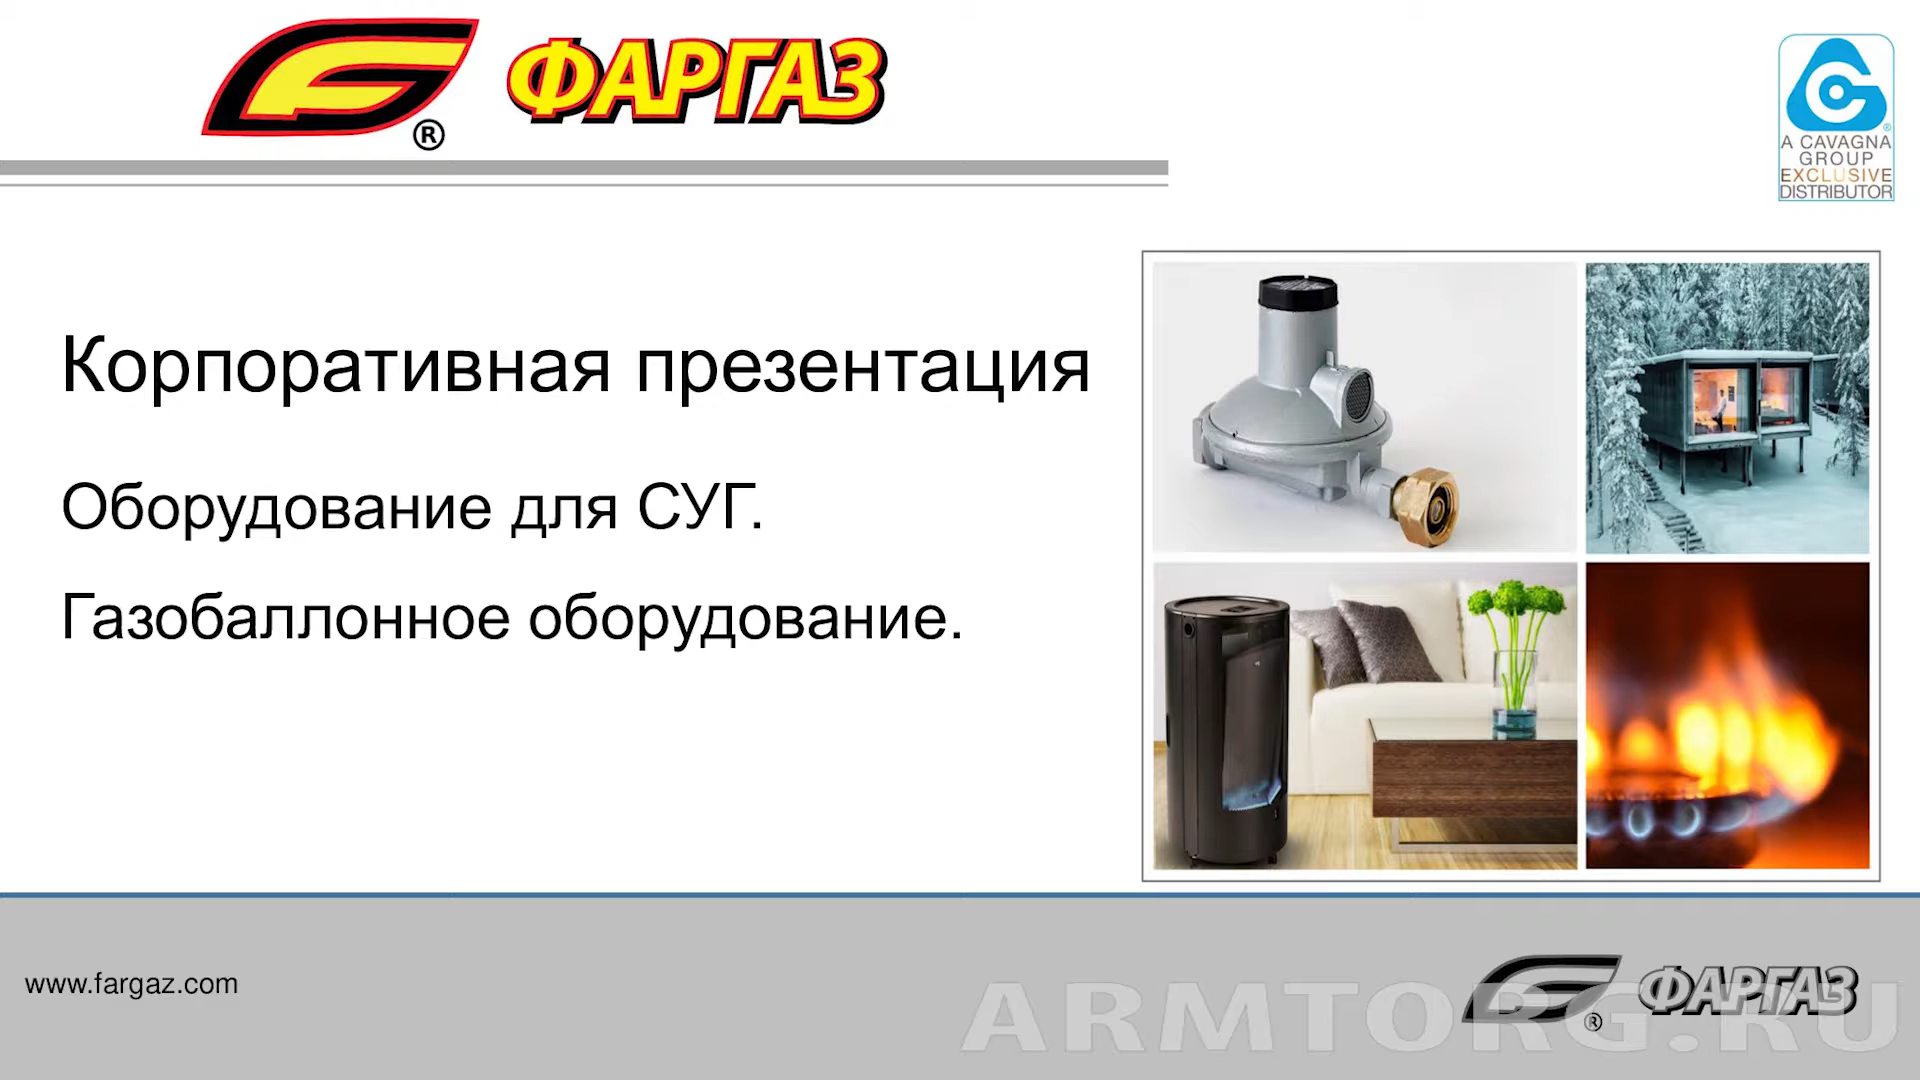 ФАРГАЗ
®
A CAVAGNA
GROUP
EXCLUSIVE
DISTRIBUTOR
Корпоративная презентация
Оборудование для СУГ.
Газобаллонное оборудование.
www.fargaz.com
® ФАРГАЗ
ARMTORG.RU